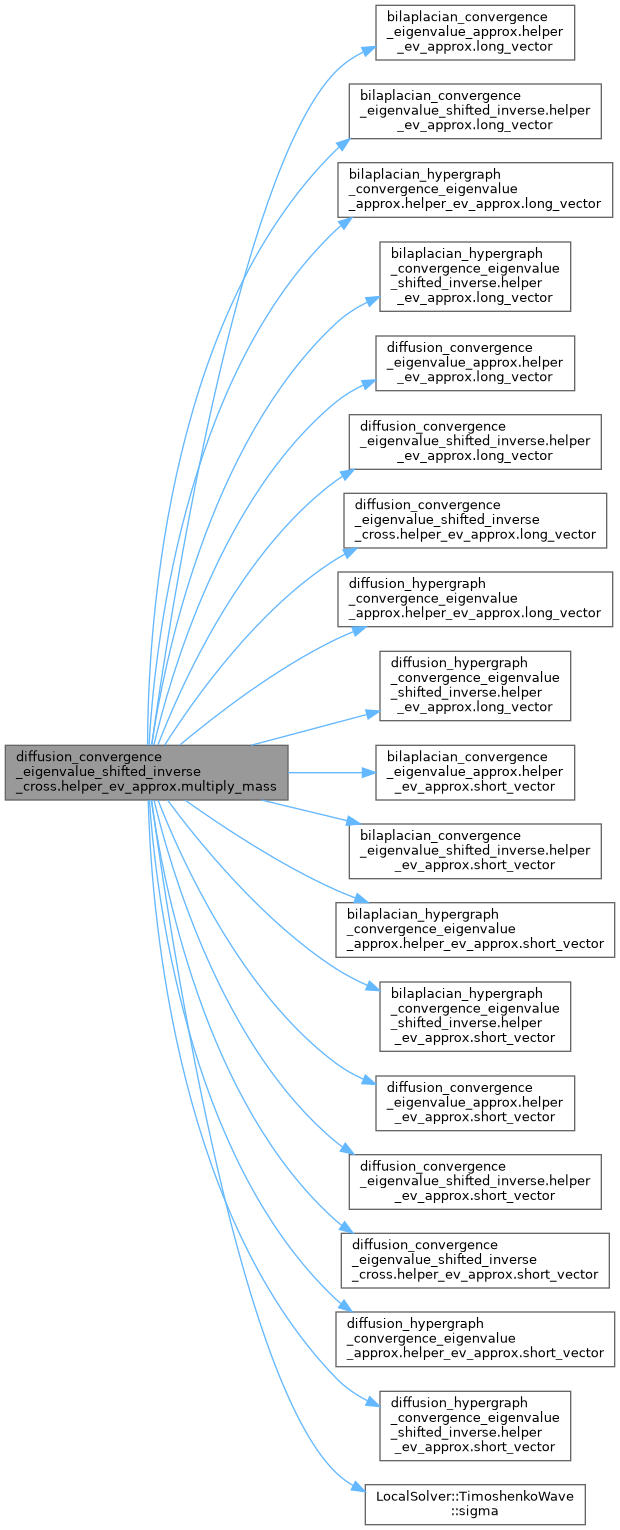 bilaplacian_convergence
_eigenvalue_approx.helper
_ev_approx.long_vector
bilaplacian_convergence
_eigenvalue_shifted_inverse.helper
_ev_approx.long_vector
bilaplacian_hypergraph
_convergence_eigenvalue
_approx.helper_ev_approx.long_vector
bilaplacian_hypergraph
_convergence_eigenvalue
_shifted_inverse.helper
_ev_approx.long_vector
diffusion_convergence
_eigenvalue_approx.helper
_ev_approx.long_vector
diffusion_convergence
_eigenvalue_shifted_inverse.helper
_ev_approx.long_vector
diffusion_convergence
_eigenvalue_shifted_inverse
_cross.helper_ev_approx.long_vector
diffusion_hypergraph
_convergence_eigenvalue
_approx.helper_ev_approx.long_vector
diffusion_hypergraph
_convergence_eigenvalue
_shifted_inverse.helper
_ev_approx.long_vector
diffusion_convergence
_eigenvalue_shifted_inverse
_cross.helper_ev_approx.multiply_mass
bilaplacian_convergence
_eigenvalue_approx.helper
_ev_approx.short_vector
bilaplacian_convergence
_eigenvalue_shifted_inverse.helper
_ev_approx.short_vector
bilaplacian_hypergraph
_convergence_eigenvalue
_approx.helper_ev_approx.short_vector
bilaplacian_hypergraph
_convergence_eigenvalue
_shifted_inverse.helper
_ev_approx.short_vector
diffusion_convergence
_eigenvalue_approx.helper
_ev_approx.short_vector
diffusion_convergence
_eigenvalue_shifted_inverse.helper
_ev_approx.short_vector
diffusion_convergence
_eigenvalue_shifted_inverse
_cross.helper_ev_approx.short_vector
diffusion_hypergraph
_convergence_eigenvalue
_approx.helper_ev_approx.short_vector
diffusion_hypergraph
_convergence_eigenvalue
_shifted_inverse.helper
_ev_approx.short_vector
LocalSolver::TimoshenkoWave
::sigma